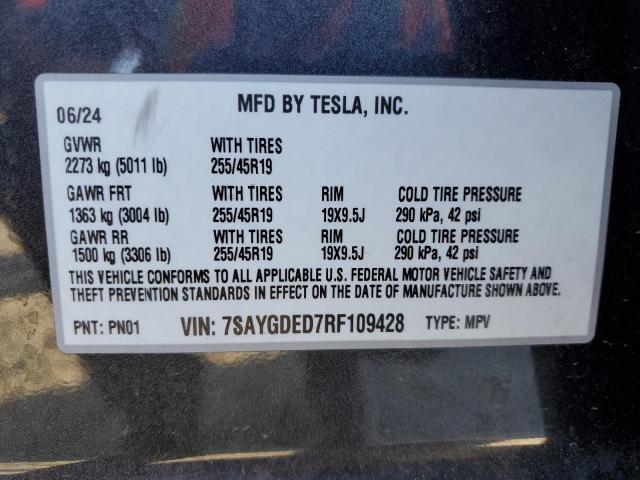 06/24 MFD BY TESLA, INC.
GVWR WITH TIRES
2273 kg (5011 lb) 255/45R19
GAWR FRT WITH TIRES RIM COLD TIRE PRESSURE
1363 kg (3004 lb) 255/45R19 19X9.5J 290 kPa, 42 psi
GAWR RR WITH TIRES RIM COLD TIRE PRESSURE
1500 kg (3306 lb) 255/45R19 19X9.5J 290 kPa, 42 psi
THIS VEHICLE CONFORMS TO ALL APPLICABLE U.S. FEDERAL MOTOR VEHICLE SAFETY AND
THEFT PREVENTION STANDARDS IN EFFECT ON THE DATE OF MANUFACTURE SHOWN ABOVE.
PNT: PN01 VIN: 7SAYGDED7RF109428 TYPE: MPV